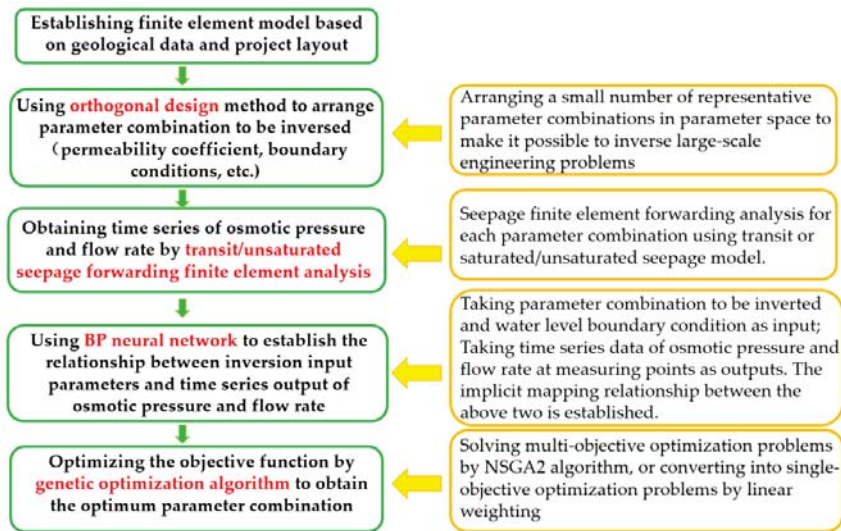 Establishing finite element model based
on geological data and project layout
Using orthogonal design method to arrange
parameter combination to be inversed
(permeability coefficient, boundary
conditions, etc.)
Arranging a small number of representative
parameter combinations in parameter space to
make it possible to inverse large-scale
engineering problems
Obtaining time series of osmotic pressure
and flow rate by transit/unsaturated
seepage forwarding finite element analysis
Seepage finite element forwarding analysis for
each parameter combination using transit or
saturated/unsaturated seepage model.
Using BP neural network to establish the
relationship between inversion input
parameters and time series output of
osmotic pressure and flow rate
Taking parameter combination to be inverted
and water level boundary condition as input;
Taking time series data of osmotic pressure and
flow rate at measuring points as outputs. The
implicit mapping relationship between the
above two is established.
Optimizing the objective function by
genetic optimization algorithm to obtain
the optimum parameter combination
Solving multi-objective optimization problems
by NSGA2 algorithm, or converting into single-
objective optimization problems by linear
weighting